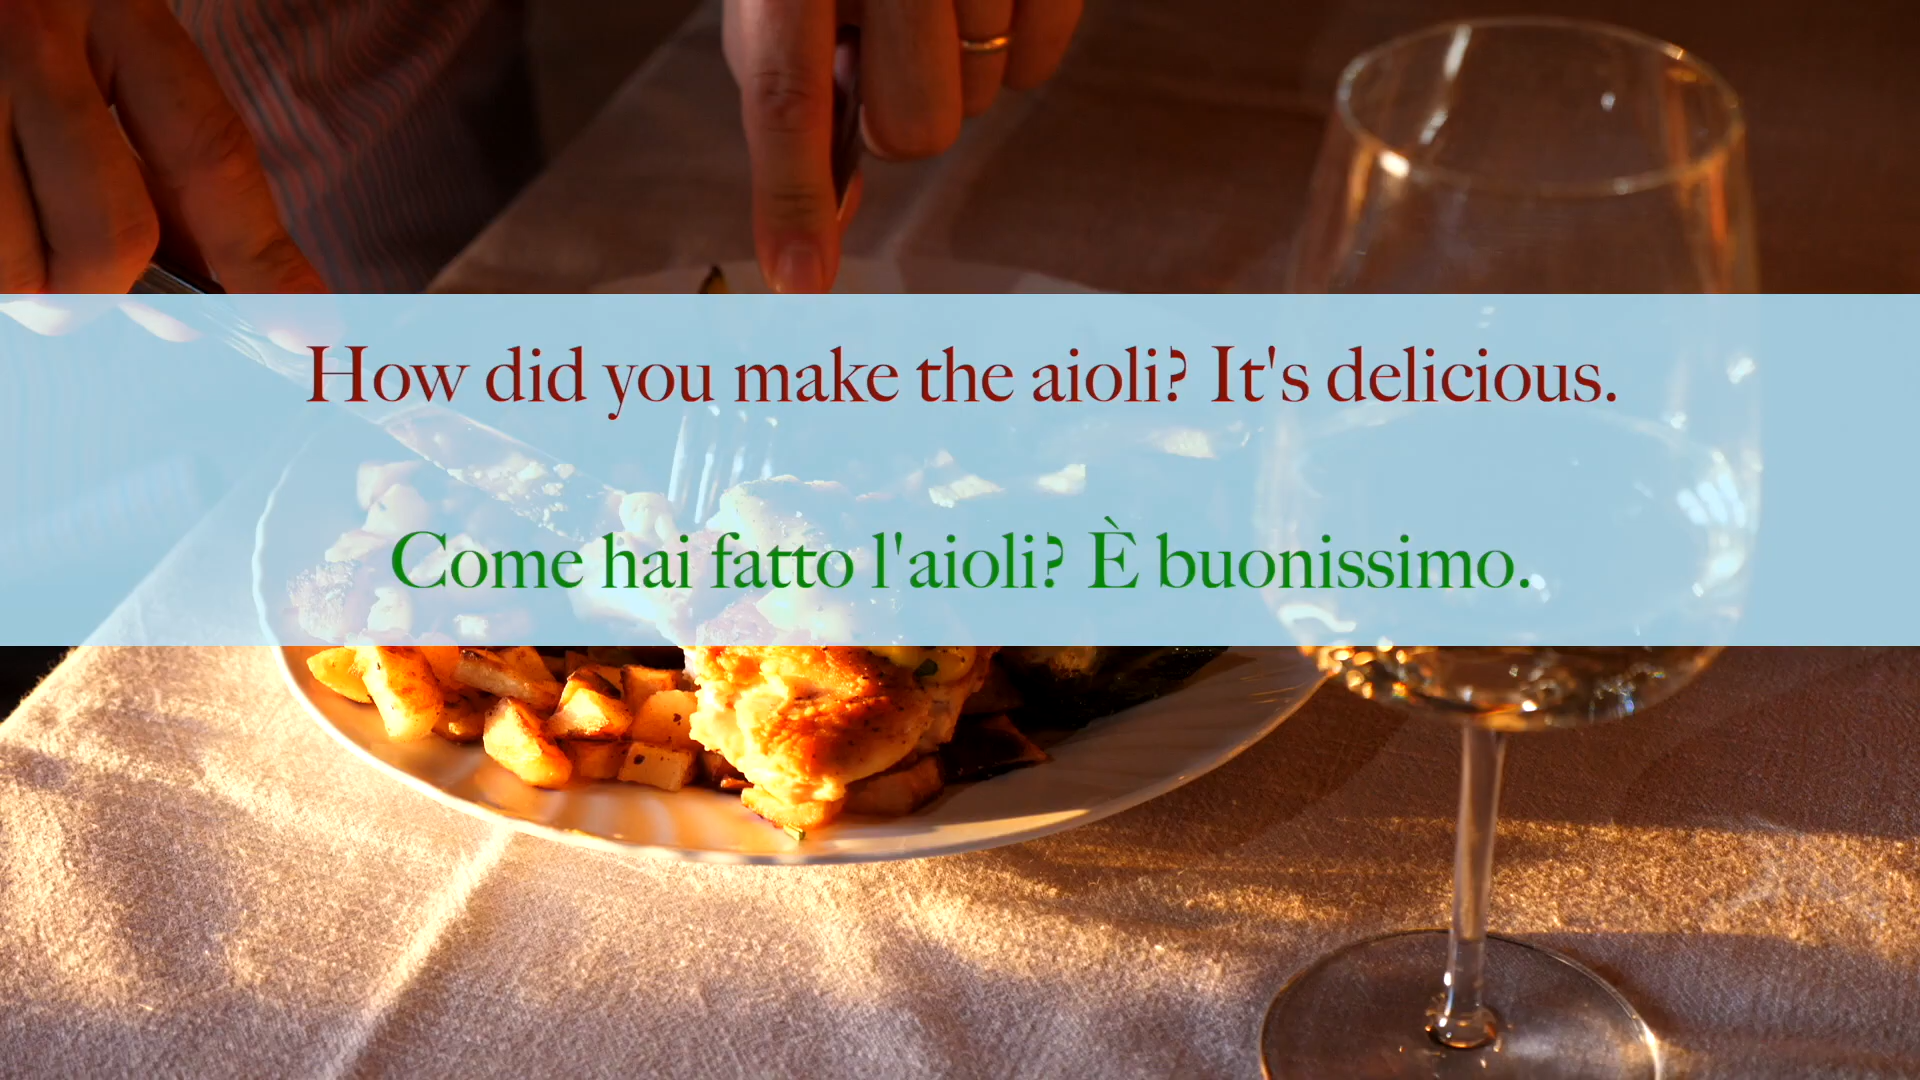 How did you make the aioli? It's delicious.
Come hai fatto l'aioli? È buonissimo.